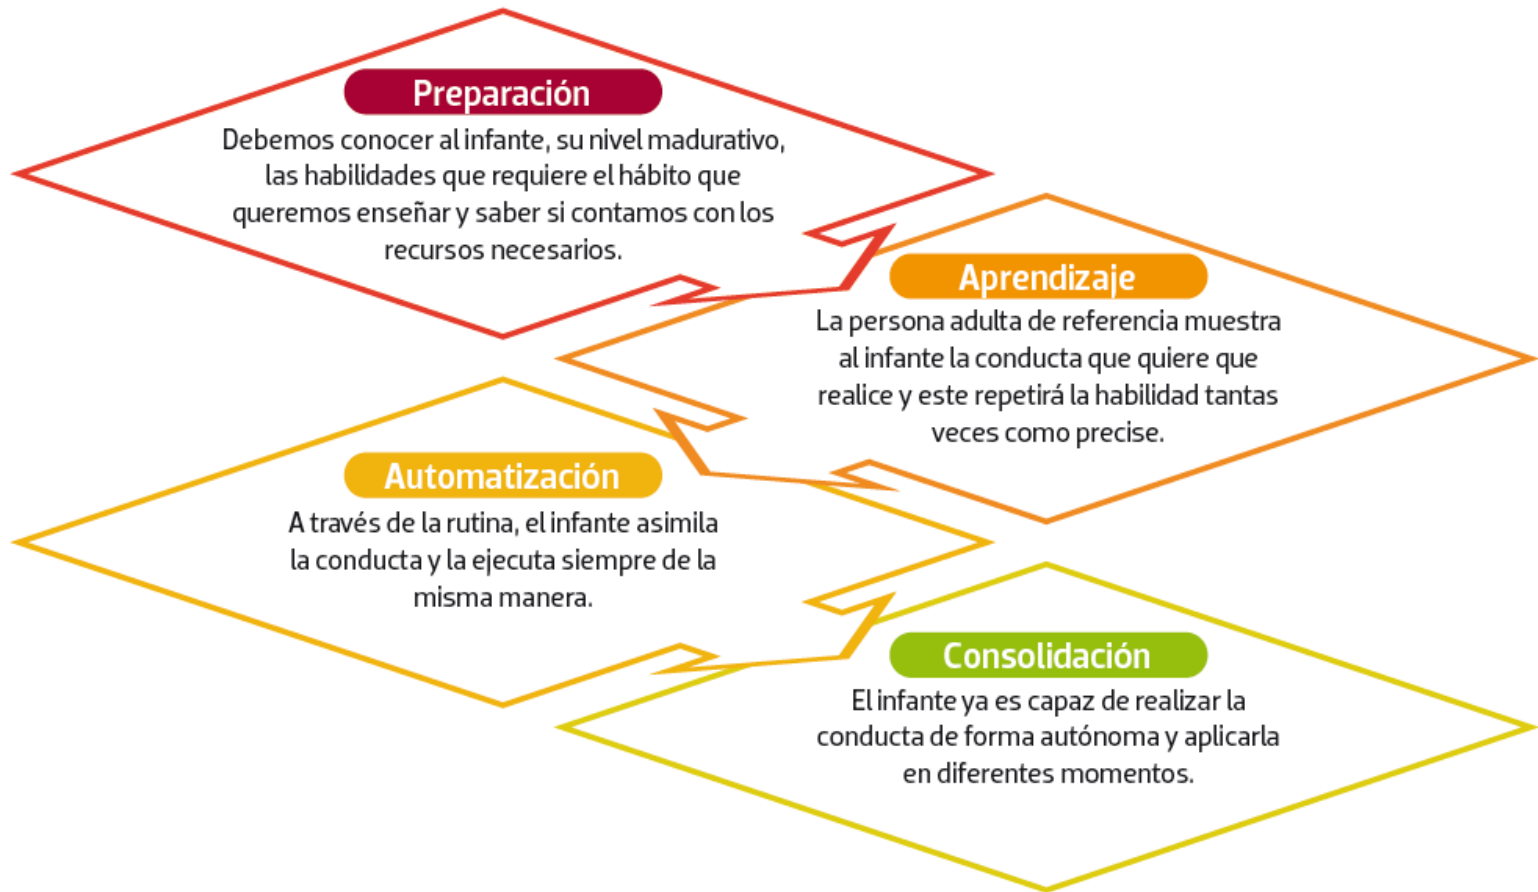 Preparación
Debemos conocer al infante, su nivel madurativo,
las habilidades que requiere el hábito que
queremos enseñar y saber si contamos con los
recursos necesarios.
Aprendizaje
La persona adulta de referencia muestra
al infante la conducta que quiere que
realice y este repetirá la habilidad tantas
veces como precise.
Automatización
A través de la rutina, el infante asimila
la conducta y la ejecuta siempre de la
misma manera.
Consolidación
El infante ya es capaz de realizar la
conducta de forma autónoma y aplicarla
en diferentes momentos.